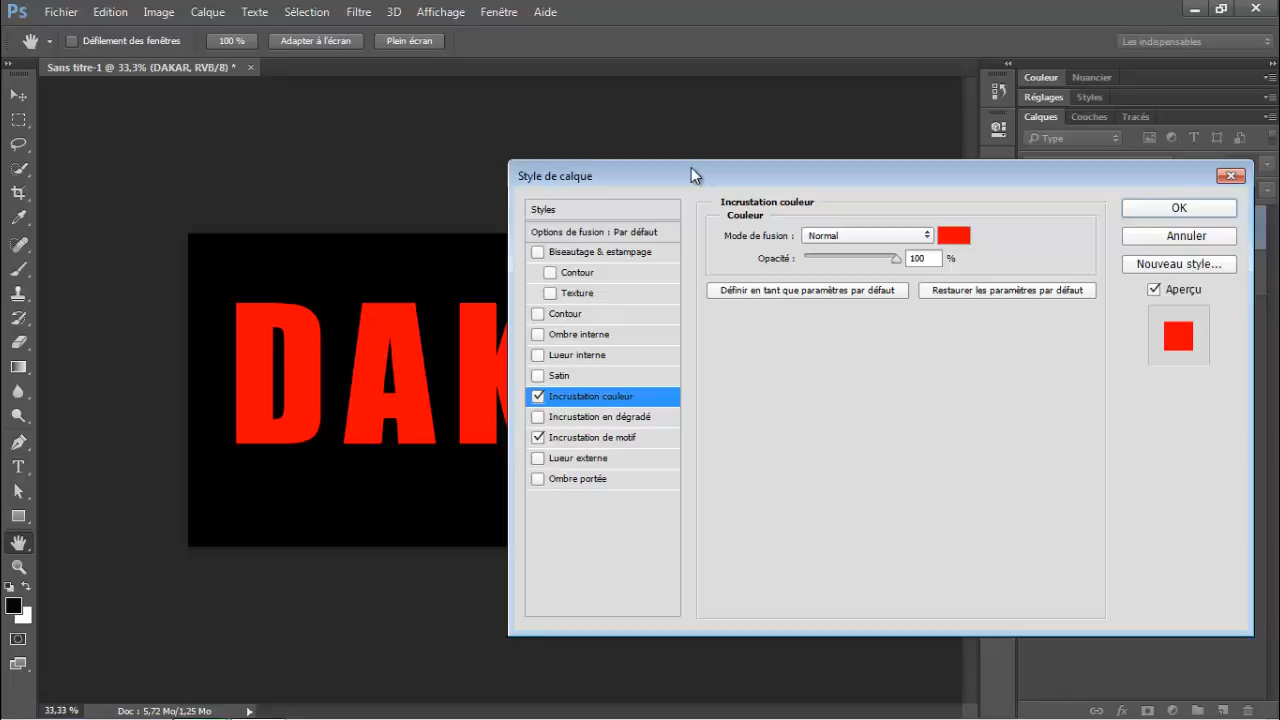 Ps Fichier Edition Image Calque Texte Sélection Filtre 3D Affichage Fenêtre Aide
Défilement des fenêtres 100 % Adapter à l'écran Plein écran Les indispensables
Sans titre-1 @ 33,3% (DAKAR, RVB/8) * ×
Couleur Nuancier
Réglages Styles
Calques Couches Tracés
Type
DAK
Style de calque
Styles
Options de fusion : Par défaut
Biseautage & estampage
Contour
Texture
Contour
Ombre interne
Lueur interne
Satin
Incrustation couleur
Incrustation en dégradé
Incrustation de motif
Lueur externe
Ombre portée
Incrustation couleur
Couleur
Mode de fusion : Normal
Opacité : 100 %
Définir en tant que paramètres par défaut Restaurer les paramètres par défaut
OK
Annuler
Nouveau style...
Aperçu
33,33 % Doc : 5,72 Mo/1,25 Mo